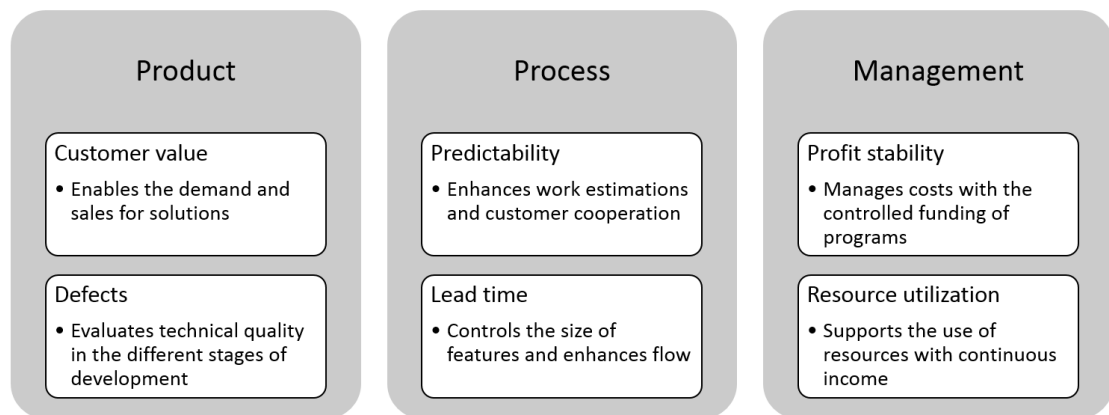 Product
Customer value
• Enables the demand and
sales for solutions
Defects
• Evaluates technical quality
in the different stages of
development
Process
Predictability
• Enhances work estimations
and customer cooperation
Lead time
• Controls the size of
features and enhances flow
Management
Profit stability
• Manages costs with the
controlled funding of
programs
Resource utilization
• Supports the use of
resources with continuous
income